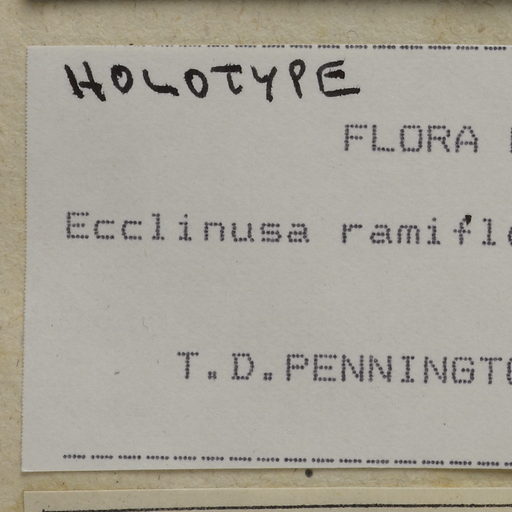 HOLOTYPE
FLORA
Ecclinusa ramifl
T.D.PENNINGT